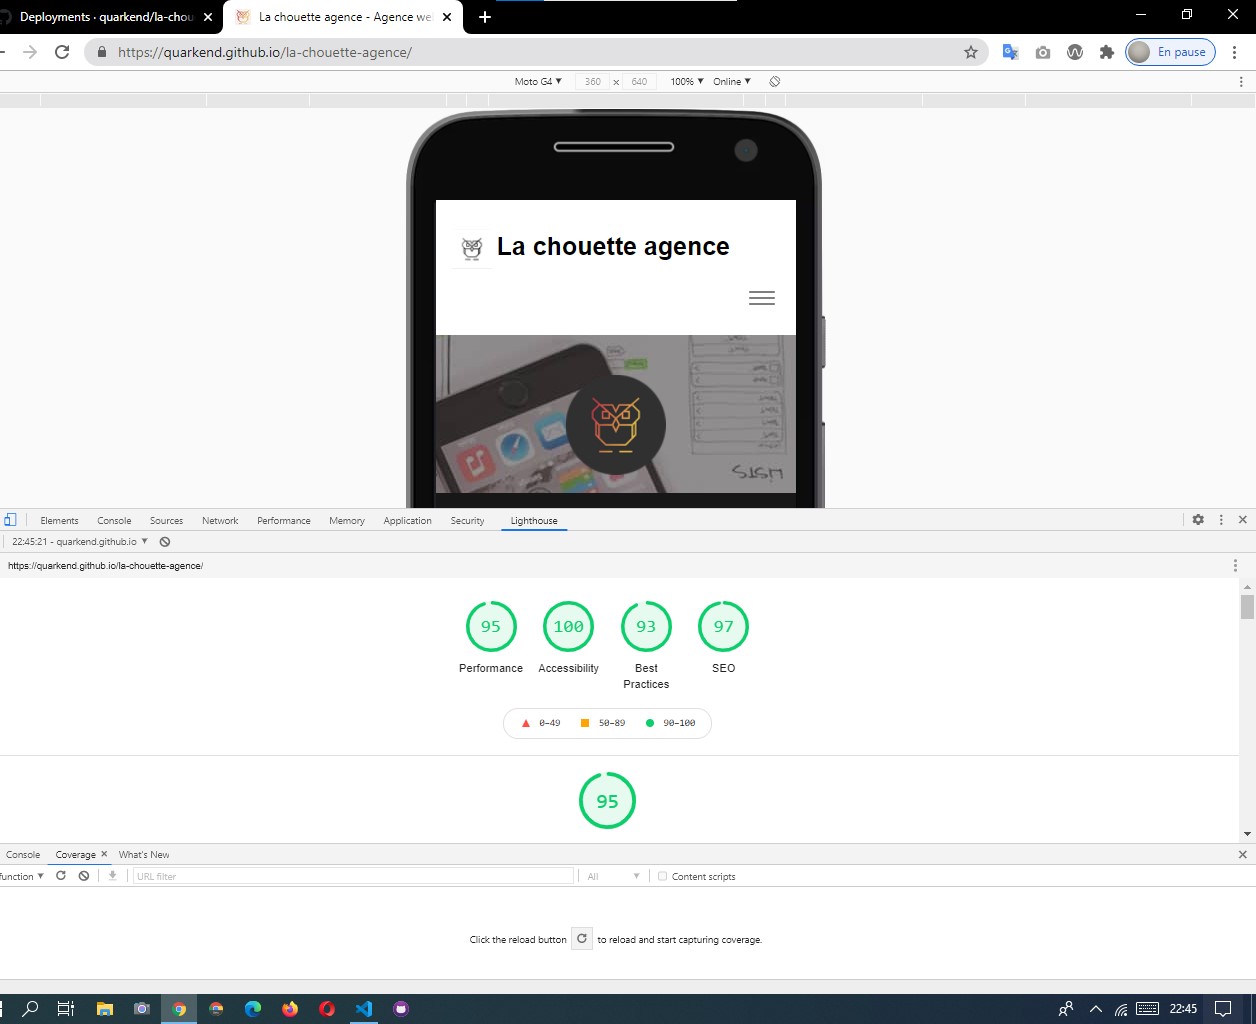 Deployments · quarkend/la-chou
La chouette agence - Agence we
https://quarkend.github.io/la-chouette-agence/
En pause
Moto G4 ▼ 360 × 640 100% ▼ Online ▼
La chouette agence
Elements Console Sources Network Performance Memory Application Security Lighthouse
22:45:21 - quarkend.github.io ▼
https://quarkend.github.io/la-chouette-agence/
95 100 93 97
Performance Accessibility Best Practices SEO
0–49 50–89 90–100
95
Console Coverage × What's New
function ▼ URL filter All ▼ Content scripts
Click the reload button to reload and start capturing coverage.
22:45